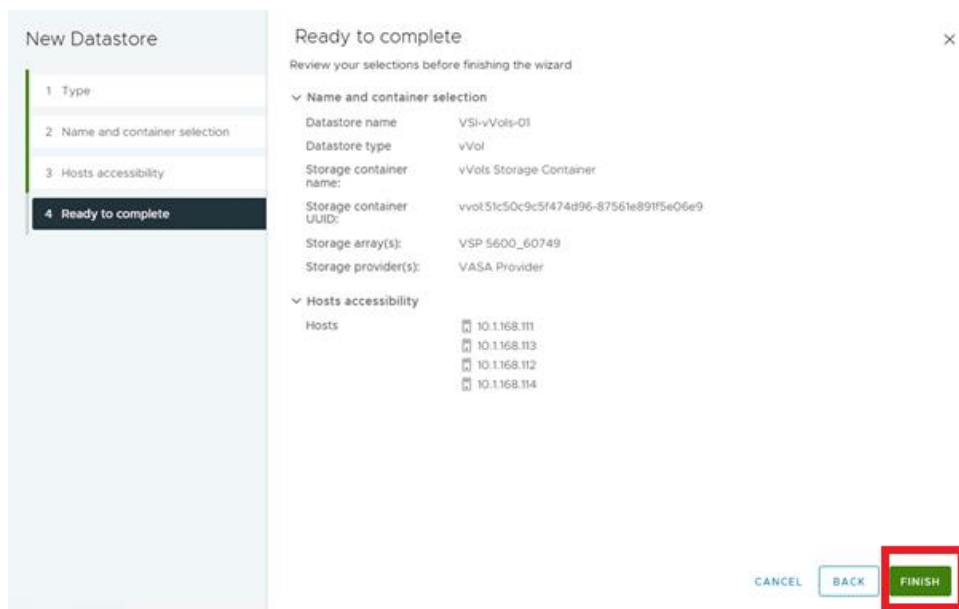 New Datastore
1 Type
2 Name and container selection
3 Hosts accessibility
4 Ready to complete
Ready to complete
Review your selections before finishing the wizard
Name and container selection
Datastore name VSI-vVols-01
Datastore type vVol
Storage container name: vVols Storage Container
Storage container UUID: vvol:51c50c9c5f474d96-87561e891f5e06e9
Storage array(s): VSP 5600_60749
Storage provider(s): VASA Provider
Hosts accessibility
Hosts 10.1.168.111
10.1.168.113
10.1.168.112
10.1.168.114
CANCEL BACK FINISH